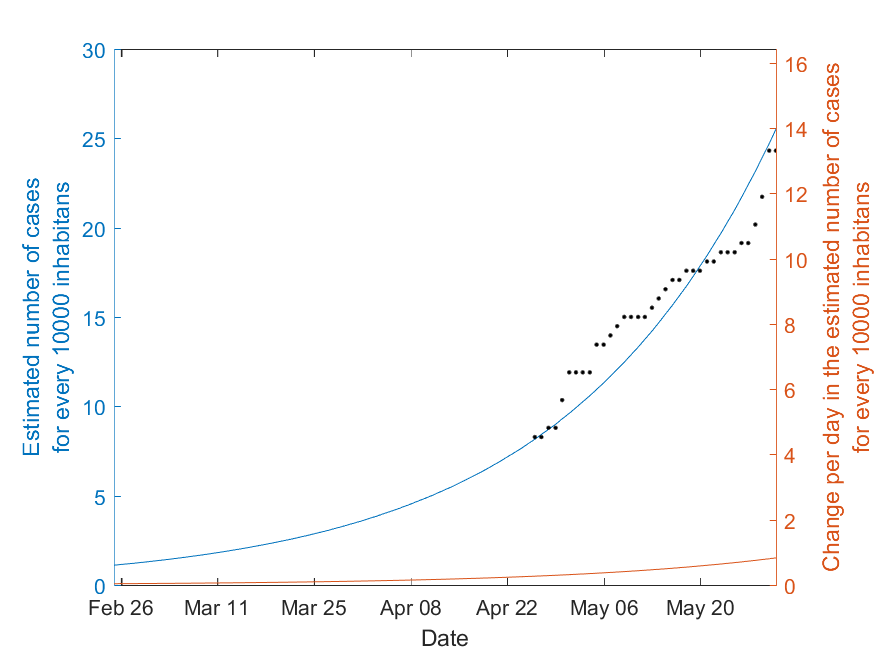 Estimated number of cases
for every 10000 inhabitans
30
25
20
15
10
5
0
16
14
12
10
8
6
4
2
0
Change per day in the estimated number of cases
for every 10000 inhabitans
Feb 26 Mar 11 Mar 25 Apr 08 Apr 22 May 06 May 20
Date